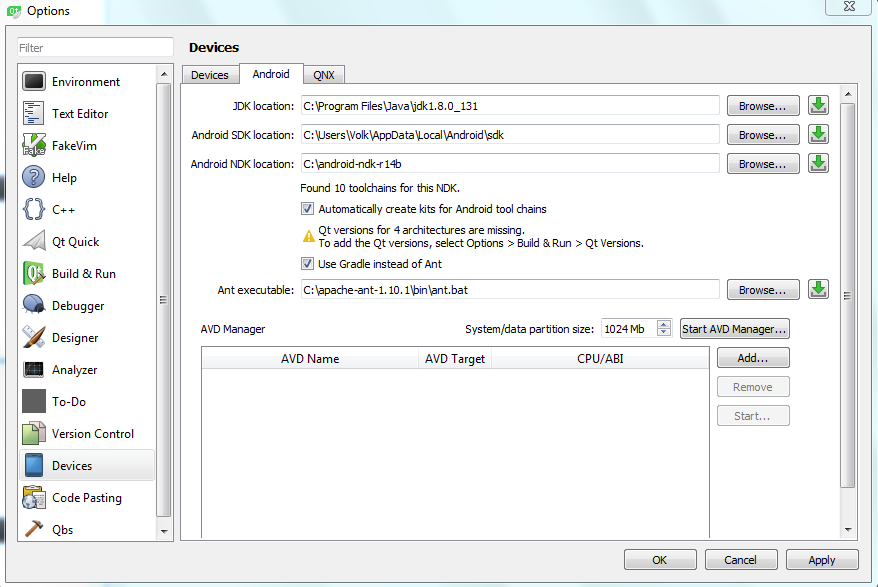 Options
Filter
Environment
Text Editor
FakeVim
Help
C++
Qt Quick
Build & Run
Debugger
Designer
Analyzer
To-Do
Version Control
Devices
Code Pasting
Qbs
Devices
Devices Android QNX
JDK location: C:\Program Files\Java\jdk1.8.0_131 Browse...
Android SDK location: C:\Users\Volk\AppData\Local\Android\sdk Browse...
Android NDK location: C:\android-ndk-r14b Browse...
Found 10 toolchains for this NDK.
Automatically create kits for Android tool chains
Qt versions for 4 architectures are missing.
To add the Qt versions, select Options > Build & Run > Qt Versions.
Use Gradle instead of Ant
Ant executable: C:\apache-ant-1.10.1\bin\ant.bat Browse...
AVD Manager System/data partition size: 1024 Mb Start AVD Manager...
AVD Name AVD Target CPU/ABI
Add...
Remove
Start...
OK Cancel Apply